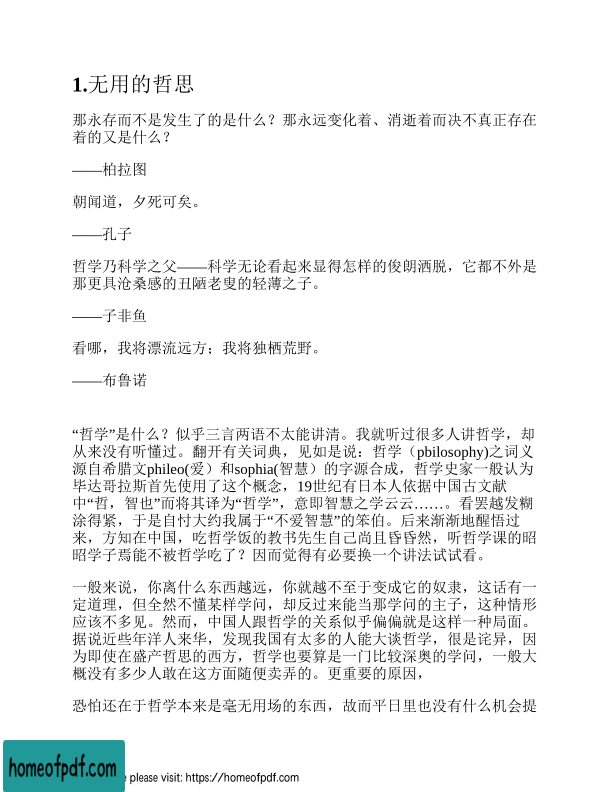 1.无用的哲思
那永存而不是发生了的是什么？那永远变化着、消逝着而决不真正存在
着的又是什么？
——柏拉图
朝闻道，夕死可矣。
——孔子
哲学乃科学之父——科学无论看起来显得怎样的俊朗洒脱，它都不外是
那更具沧桑感的丑陋老叟的轻薄之子。
——子非鱼
看哪，我将漂流远方；我将独栖荒野。
——布鲁诺
“哲学”是什么？似乎三言两语不太能讲清。我就听过很多人讲哲学，却
从来没有听懂过。翻开有关词典，见如是说：哲学（pbilosophy)之词义
源自希腊文phileo(爱）和sophia(智慧）的字源合成，哲学史家一般认为
毕达哥拉斯首先使用了这个概念，19世纪有日本人依据中国古文献
中“哲，智也”而将其译为“哲学”，意即智慧之学云云……。看罢越发糊
涂得紧，于是自忖大约我属于“不爱智慧”的笨伯。后来渐渐地醒悟过
来，方知在中国，吃哲学饭的教书先生自己尚且昏昏然，听哲学课的昭
昭学子焉能不被哲学吃了？因而觉得有必要换一个讲法试试看。
一般来说，你离什么东西越远，你就越不至于变成它的奴隶，这话有一
定道理，但全然不懂某样学问，却反过来能当那学问的主子，这种情形
应该不多见。然而，中国人跟哲学的关系似乎偏偏就是这样一种局面。
据说近些年洋人来华，发现我国有太多的人能大谈哲学，很是诧异，因
为即使在盛产哲思的西方，哲学也要算是一门比较深奥的学问，一般大
概没有多少人敢在这方面随便卖弄的。更重要的原因，
恐怕还在于哲学本来是毫无用场的东西，故而平日里也没有什么机会提
homeofpdf.com
e please visit: https://homeofpdf.com